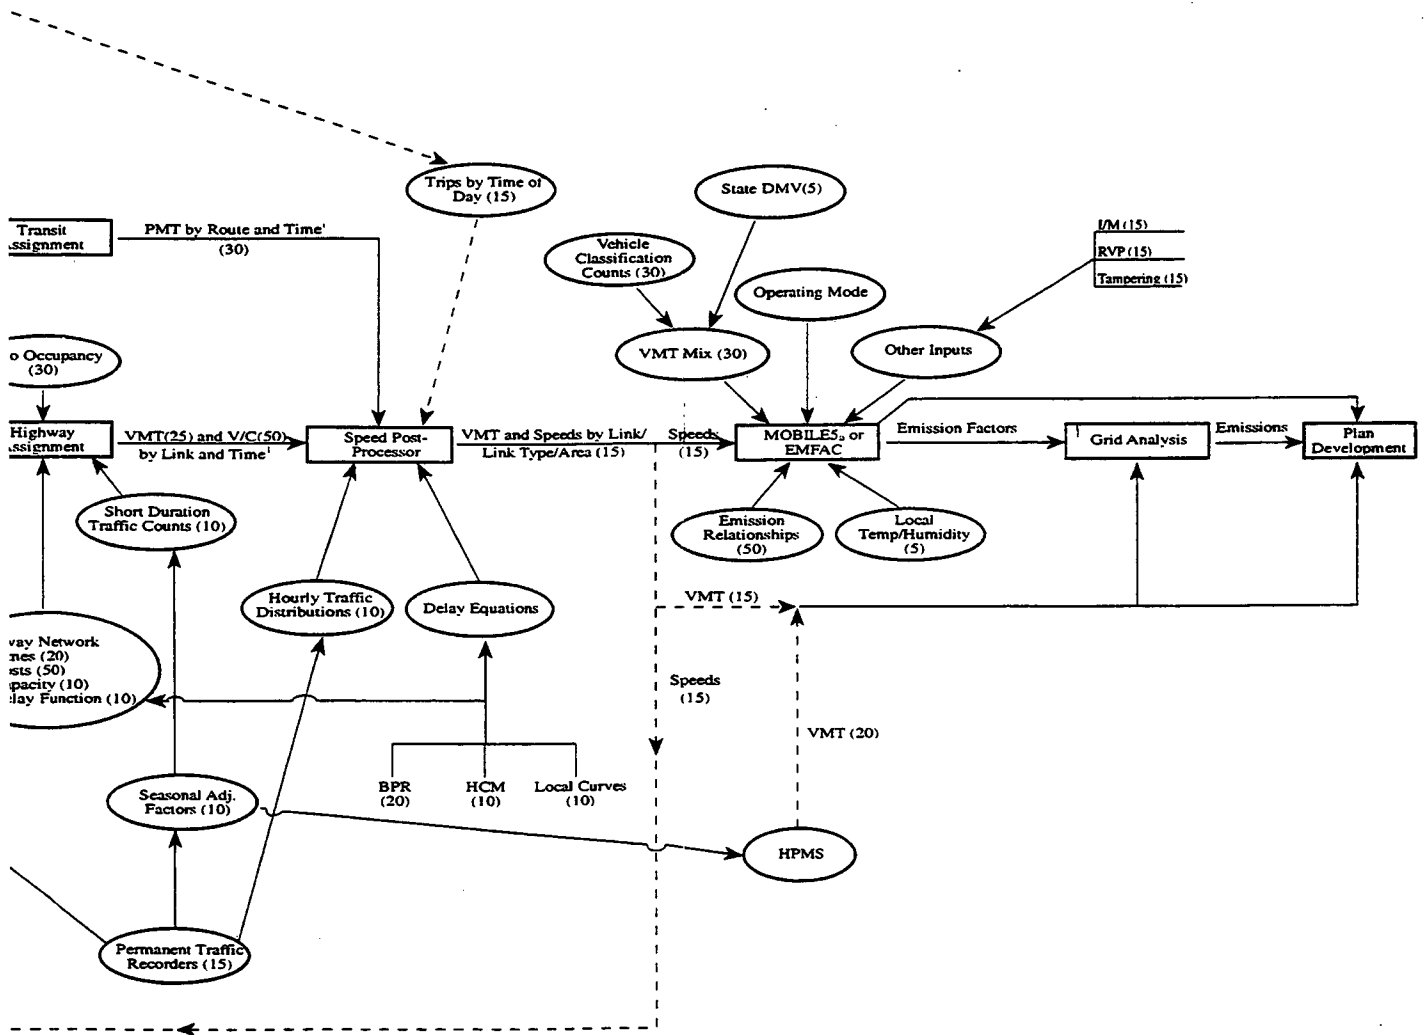 Trips by Time of
Day (15)
State DMV(5)
Transit
ssignment
PMT by Route and Time¹
(30)
Vehicle
Classification
Counts (30)
Operating Mode
I/M (15)
RVP (15)
Tampering (15)
o Occupancy
(30)
VMT Mix (30)
Other Inputs
Highway
ssignment
VMT(25) and V/C(50)
by Link and Time¹
Speed Post-
Processor
VMT and Speeds by Link/
Link Type/Area (15)
Speeds
(15)
MOBILE5ₐ or
EMFAC
Emission Factors
Grid Analysis
Emissions
Plan
Development
Short Duration
Traffic Counts (10)
Emission
Relationships
(50)
Local
Temp/Humidity
(5)
Hourly Traffic
Distributions (10)
Delay Equations
VMT (15)
way Network
nes (20)
sts (50)
pacity (10)
elay Function (10)
Speeds
(15)
VMT (20)
BPR
(20)
HCM
(10)
Local Curves
(10)
Seasonal Adj.
Factors (10)
HPMS
Permanent Traffic
Recorders (15)